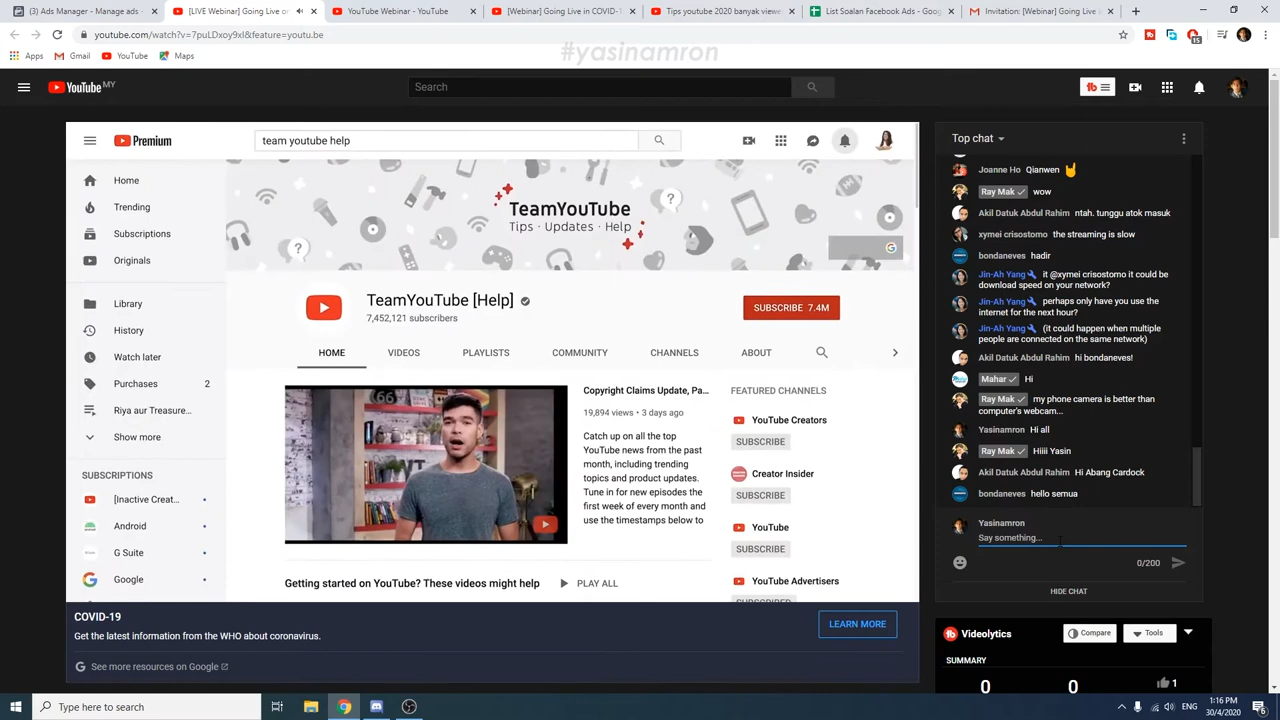 (3) Ads Manager - Manage ads -
[LIVE Webinar] Going Live on
YouTube Webinar - YouTube
[Webinar] Going Live in COVID-1
Tips youtube 2020 banyak viewe
List Soalan Facebook Ads - Goog
Invitation: [Webinar] Going Live
youtube.com/watch?v=7puLDxoy9xI&feature=youtu.be
15
Apps
Gmail
YouTube
Maps
#yasinamron
YouTube MY
Search
Premium
team youtube help
Home
Trending
Subscriptions
Originals
Library
History
Watch later
Purchases 2
Riya aur Treasure...
Show more
SUBSCRIPTIONS
[Inactive Creat...
Android
G Suite
Google
TeamYouTube
Tips · Updates · Help
TeamYouTube [Help]
7,452,121 subscribers
SUBSCRIBE 7.4M
HOME
VIDEOS
PLAYLISTS
COMMUNITY
CHANNELS
ABOUT
Copyright Claims Update, Pa...
19,894 views • 3 days ago
Catch up on all the top
YouTube news from the past
month, including trending
topics and product updates.
Tune in for new episodes the
first week of every month and
use the timestamps below to
FEATURED CHANNELS
YouTube Creators
SUBSCRIBE
Creator Insider
SUBSCRIBE
YouTube
SUBSCRIBE
YouTube Advertisers
Getting started on YouTube? These videos might help
PLAY ALL
COVID-19
Get the latest information from the WHO about coronavirus.
LEARN MORE
See more resources on Google
Top chat
Joanne Ho Qianwen
Ray Mak wow
Akil Datuk Abdul Rahim ntah. tunggu atok masuk
xymei crisostomo the streaming is slow
bondaneves hadir
Jin-Ah Yang it @xymei crisostomo it could be
download speed on your network?
Jin-Ah Yang perhaps only have you use the
internet for the next hour?
Jin-Ah Yang (it could happen when multiple
people are connected on the same network)
Akil Datuk Abdul Rahim hi bondaneves!
Mahar Hi
Ray Mak my phone camera is better than
computer's webcam...
Yasinamron Hi all
Ray Mak Hiiii Yasin
Akil Datuk Abdul Rahim Hi Abang Cardock
bondaneves hello semua
Yasinamron
Say something...
0/200
HIDE CHAT
Videolytics
Compare
Tools
SUMMARY
0
0
1
Type here to search
ENG
1:16 PM
30/4/2020
6